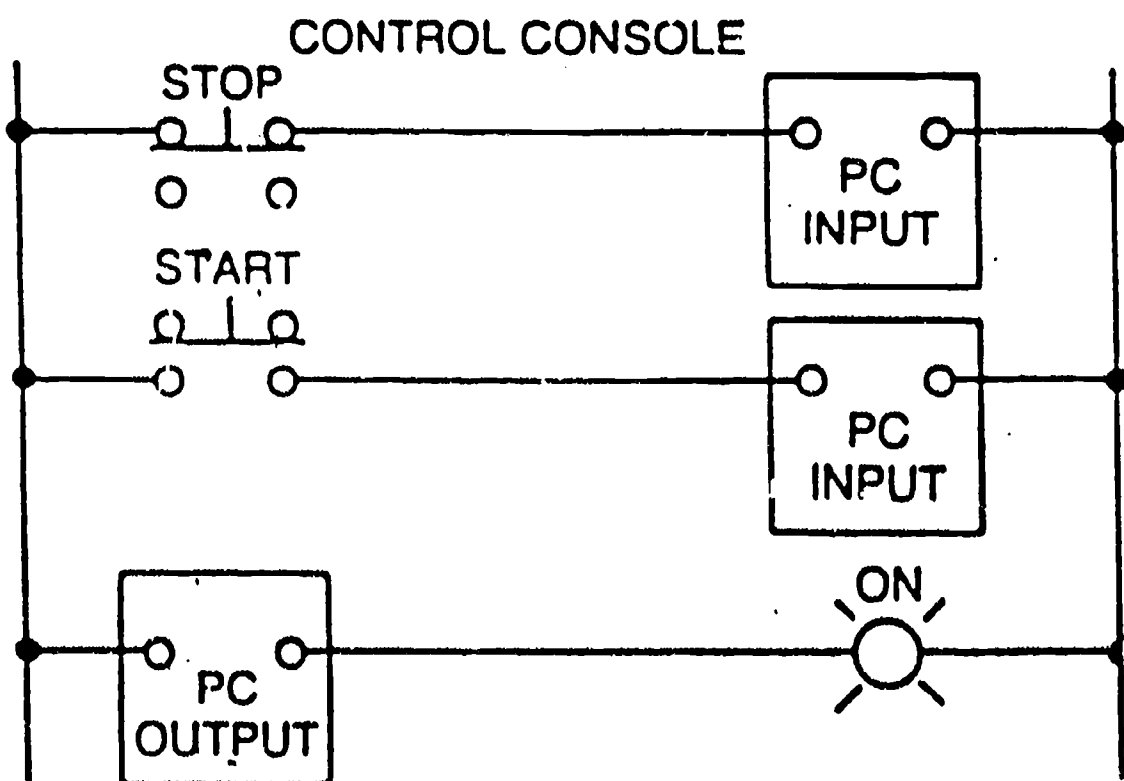 CONTROL CONSOLE
STOP
PC
INPUT
START
PC
INPUT
ON
PC
OUTPUT